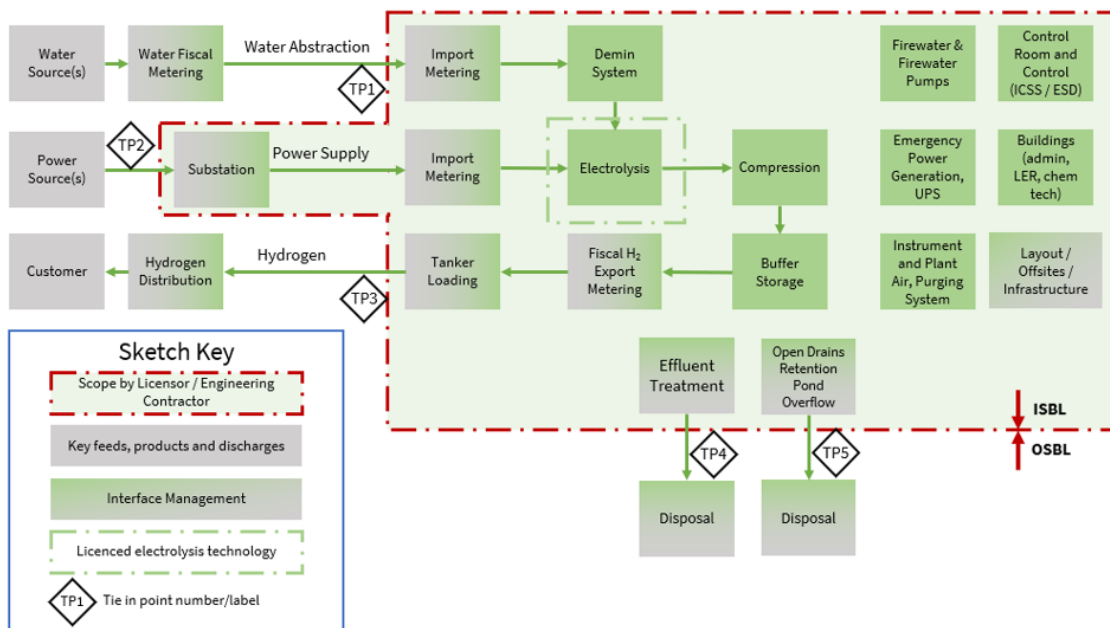 Water
Source(s)
Water Fiscal
Metering
Water Abstraction
TP1
Import
Metering
Demin
System
Firewater &
Firewater
Pumps
Control
Room and
Control
(ICSS / ESD)
Power
Source(s)
TP2
Substation
Power Supply
Import
Metering
Electrolysis
Compression
Emergency
Power
Generation,
UPS
Buildings
(admin,
LER, chem
tech)
Customer
Hydrogen
Distribution
Hydrogen
TP3
Tanker
Loading
Fiscal H₂
Export
Metering
Buffer
Storage
Instrument
and Plant
Air, Purging
System
Layout /
Offsites /
Infrastructure
Effluent
Treatment
Open Drains
Retention
Pond
Overflow
ISBL
OSBL
TP4
TP5
Disposal
Disposal
Sketch Key
Scope by Licensor / Engineering
Contractor
Key feeds, products and discharges
Interface Management
Licenced electrolysis technology
TP1
Tie in point number/label